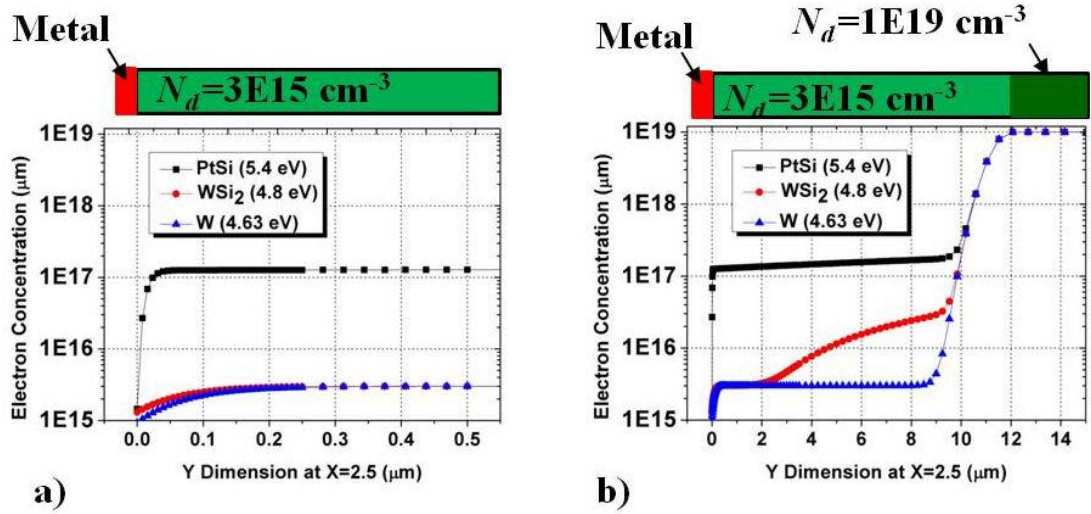 Metal
N_d=3E15 cm^-3
1E19
1E18
1E17
1E16
1E15
Electron Concentration (μm)
PtSi (5.4 eV)
WSi₂ (4.8 eV)
W (4.63 eV)
0.0 0.1 0.2 0.3 0.4 0.5
Y Dimension at X=2.5 (μm)
a)
N_d=1E19 cm^-3
Metal
N_d=3E15 cm^-3
1E19
1E18
1E17
1E16
1E15
Electron Concentration (μm)
PtSi (5.4 eV)
WSi₂ (4.8 eV)
W (4.63 eV)
0 2 4 6 8 10 12 14
Y Dimension at X=2.5 (μm)
b)